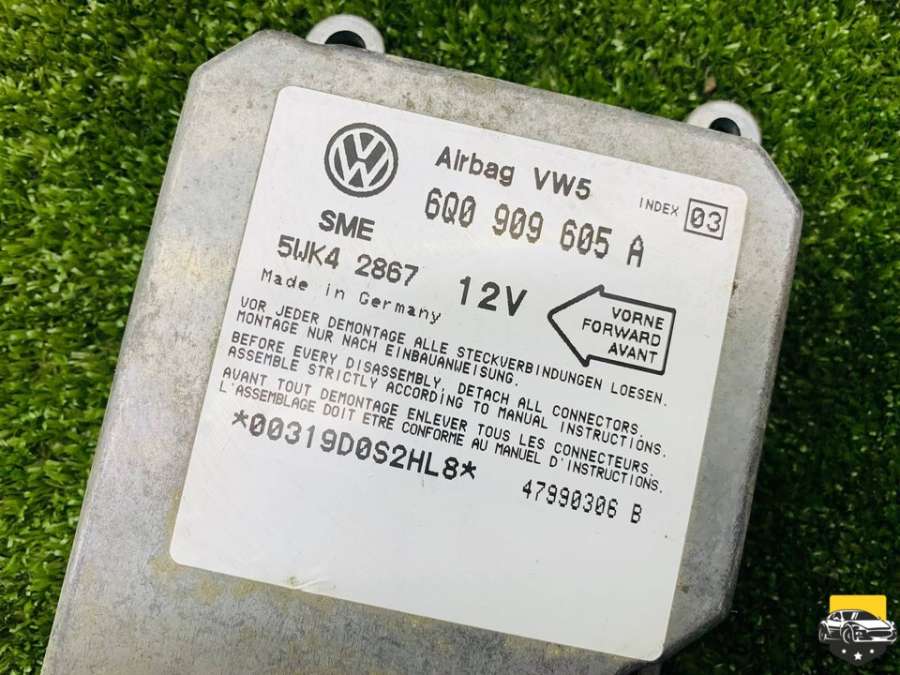 VW
Airbag VW5
INDEX 03
6Q0 909 605 A
SME
5WK4 2867
12V
Made in Germany
VORNE
FORWARD
AVANT
VOR JEDER DEMONTAGE ALLE STECKVERBINDUNGEN LOESEN.
MONTAGE NUR NACH EINBAUANWEISUNG.
BEFORE EVERY DISASSEMBLY, DETACH ALL CONNECTORS,
ASSEMBLE STRICTLY ACCORDING TO MANUAL INSTRUCTIONS.
AVANT TOUT DEMONTAGE ENLEVER TOUS LES CONNECTEURS.
L'ASSEMBLAGE DOIT ETRE CONFORME AU MANUEL D'INSTRUCTIONS.
*00319D0S2HL8*
47990306 B